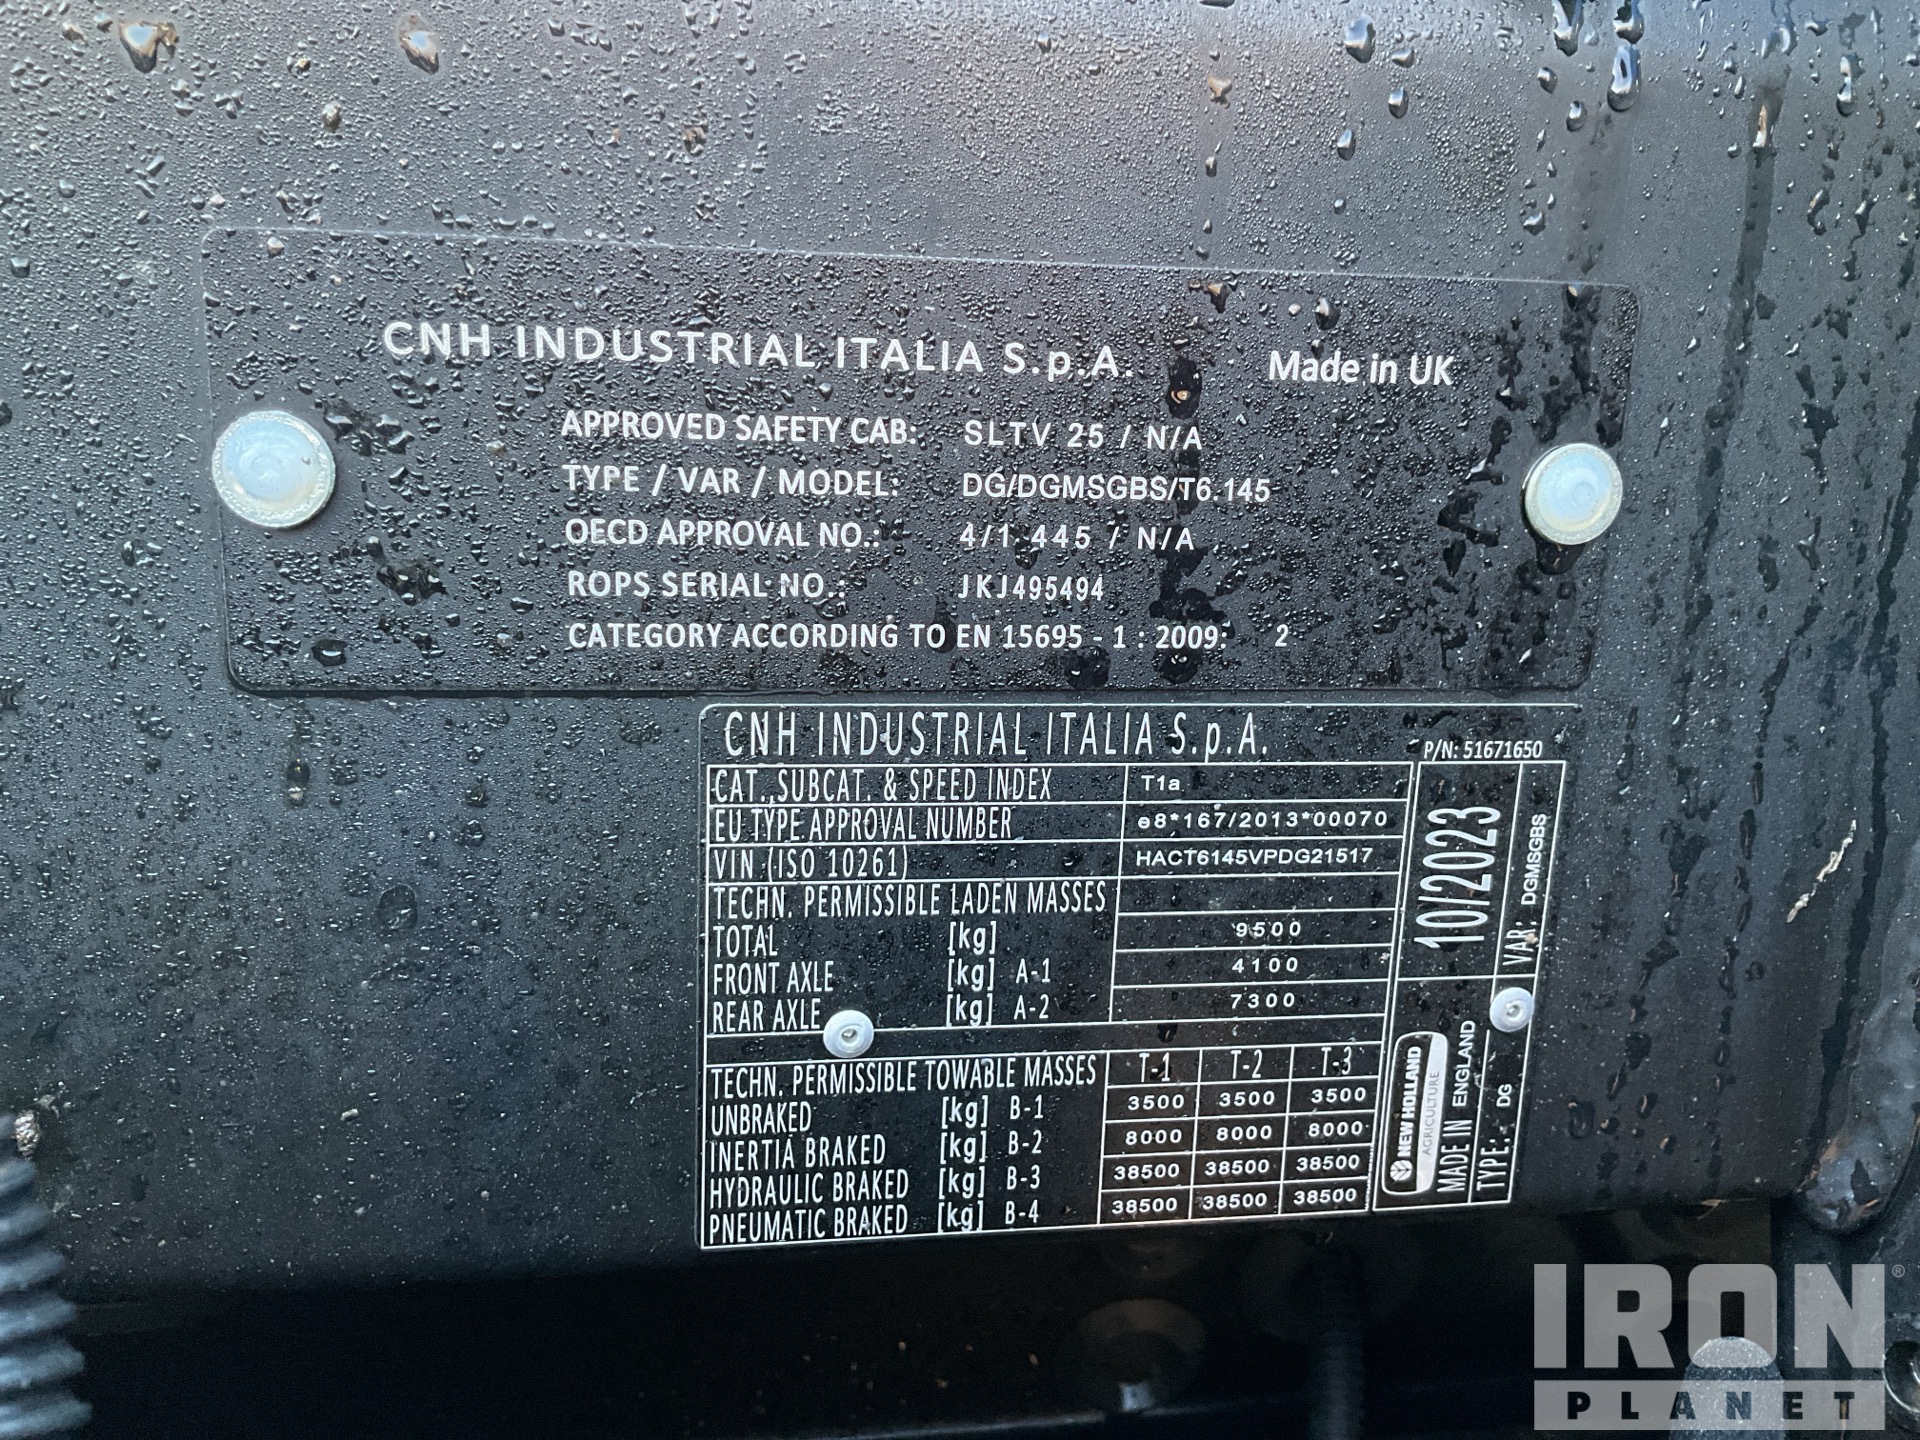 CNH INDUSTRIAL ITALIA S.p.A. Made in UK
APPROVED SAFETY CAB: SLTV 25 / N/A
TYPE / VAR / MODEL: DG/DGMSGBS/T6.145
OECD APPROVAL NO.: 4/1 445 / N/A
ROPS SERIAL NO.: JKJ495494
CATEGORY ACCORDING TO EN 15695 - 1 : 2009: 2
CNH INDUSTRIAL ITALIA S.p.A.
P/N: 51671650
CAT., SUBCAT. & SPEED INDEX T1a
EU TYPE APPROVAL NUMBER e8*167/2013*00070
VIN (ISO 10261) HACT6145VPDG21517
TECHN. PERMISSIBLE LADEN MASSES
TOTAL [kg] 9500
FRONT AXLE [kg] A-1 4100
REAR AXLE [kg] A-2 7300
TECHN. PERMISSIBLE TOWABLE MASSES T-1 T-2 T-3
UNBRAKED [kg] B-1 3500 3500 3500
INERTIA BRAKED [kg] B-2 8000 8000 8000
HYDRAULIC BRAKED [kg] B-3 38500 38500 38500
PNEUMATIC BRAKED [kg] B-4 38500 38500 38500
10/2023
VAR: DGMSGBS
NEW HOLLAND
AGRICULTURE
MADE IN ENGLAND
TYPE: DG
IRON®
PLANET